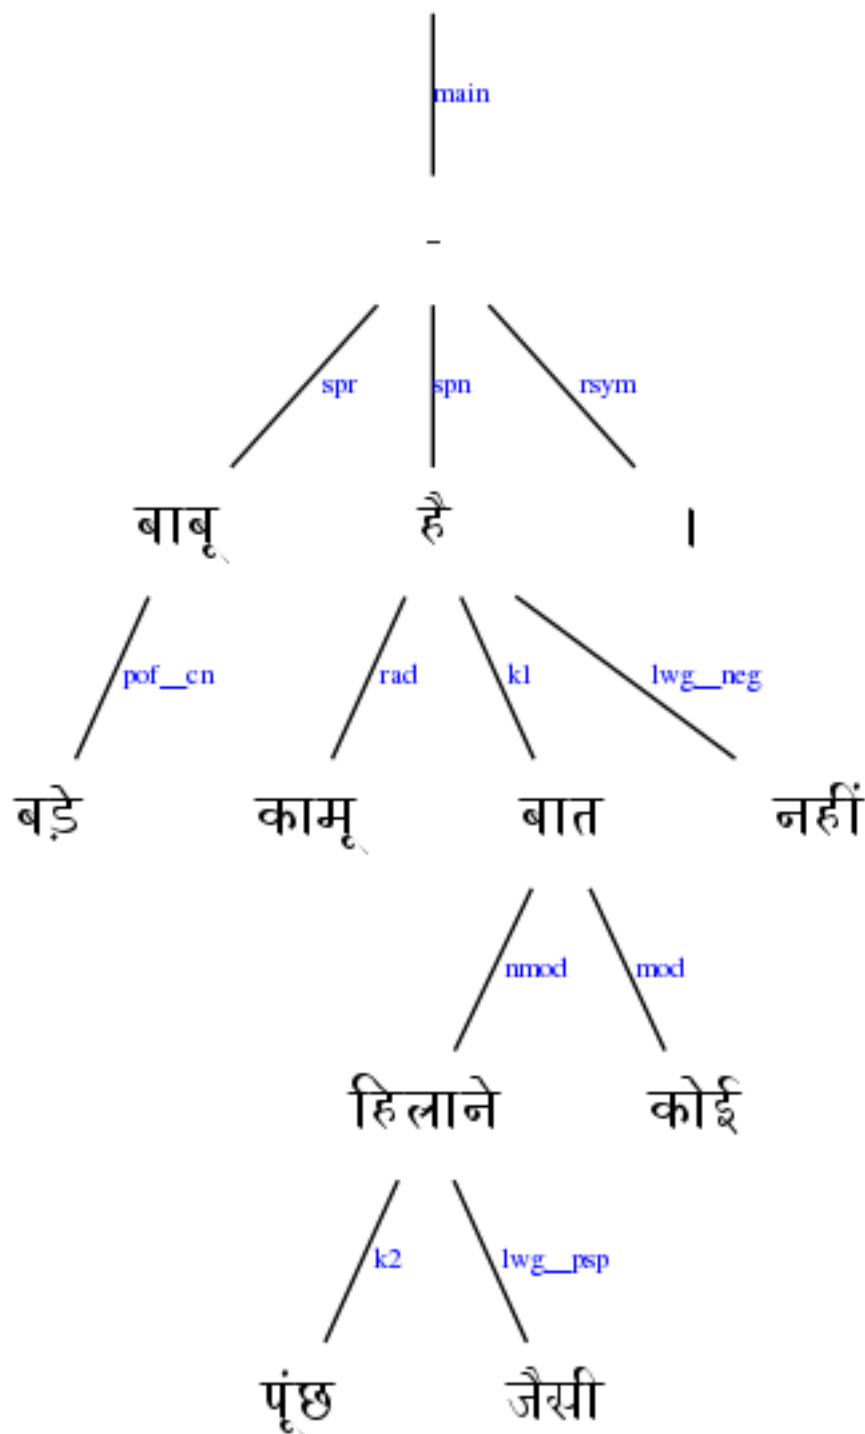 main
-
spr spn rsym
बाबू है ।
pof__cn rad k1 lwg__neg
बड़े कामू बात नहीं
nmod mod
हिलाने कोई
k2 lwg__psp
पूंछ जैसी